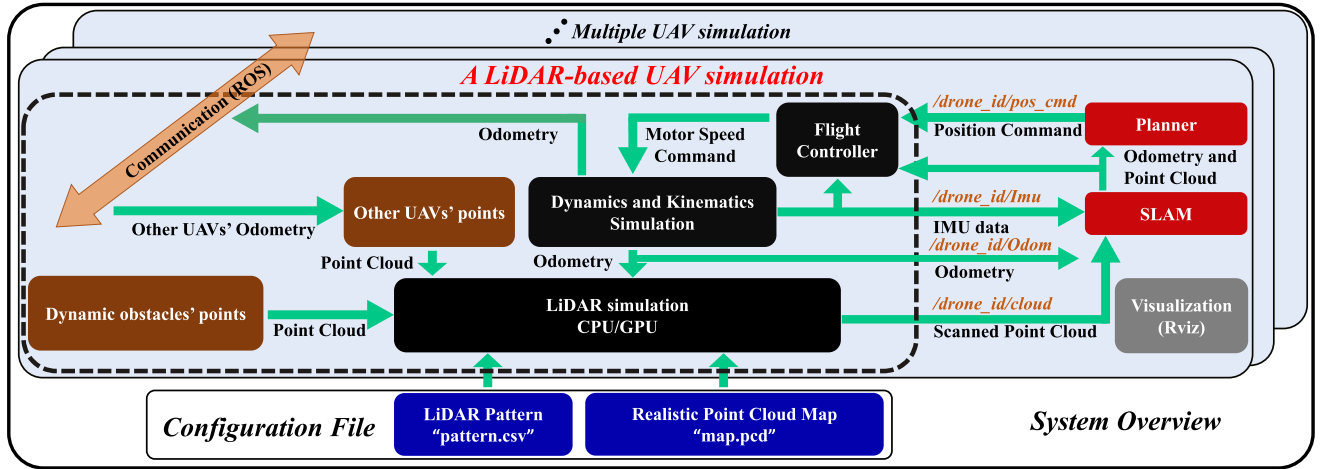 Multiple UAV simulation
A LiDAR-based UAV simulation
Communication (ROS)
Odometry
Motor Speed
Command
Flight
Controller
/drone_id/pos_cmd
Position Command
Planner
Odometry and
Point Cloud
Other UAVs' Odometry
Other UAVs' points
Dynamics and Kinematics
Simulation
/drone_id/Imu
IMU data
SLAM
/drone_id/Odom
Odometry
Point Cloud
Odometry
Dynamic obstacles' points
Point Cloud
LiDAR simulation
CPU/GPU
/drone_id/cloud
Scanned Point Cloud
Visualization
(Rviz)
Configuration File
LiDAR Pattern
“pattern.csv”
Realistic Point Cloud Map
“map.pcd”
System Overview